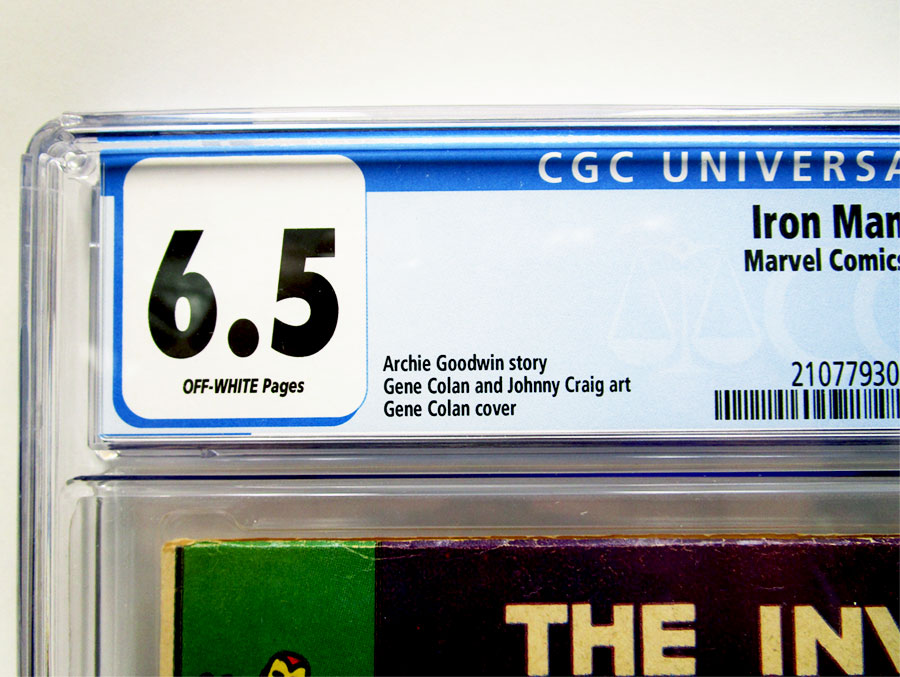 CGC UNIVERSA
6.5
OFF-WHITE Pages
Iron Man
Marvel Comics
Archie Goodwin story
Gene Colan and Johnny Craig art
Gene Colan cover
21077930
THE INV